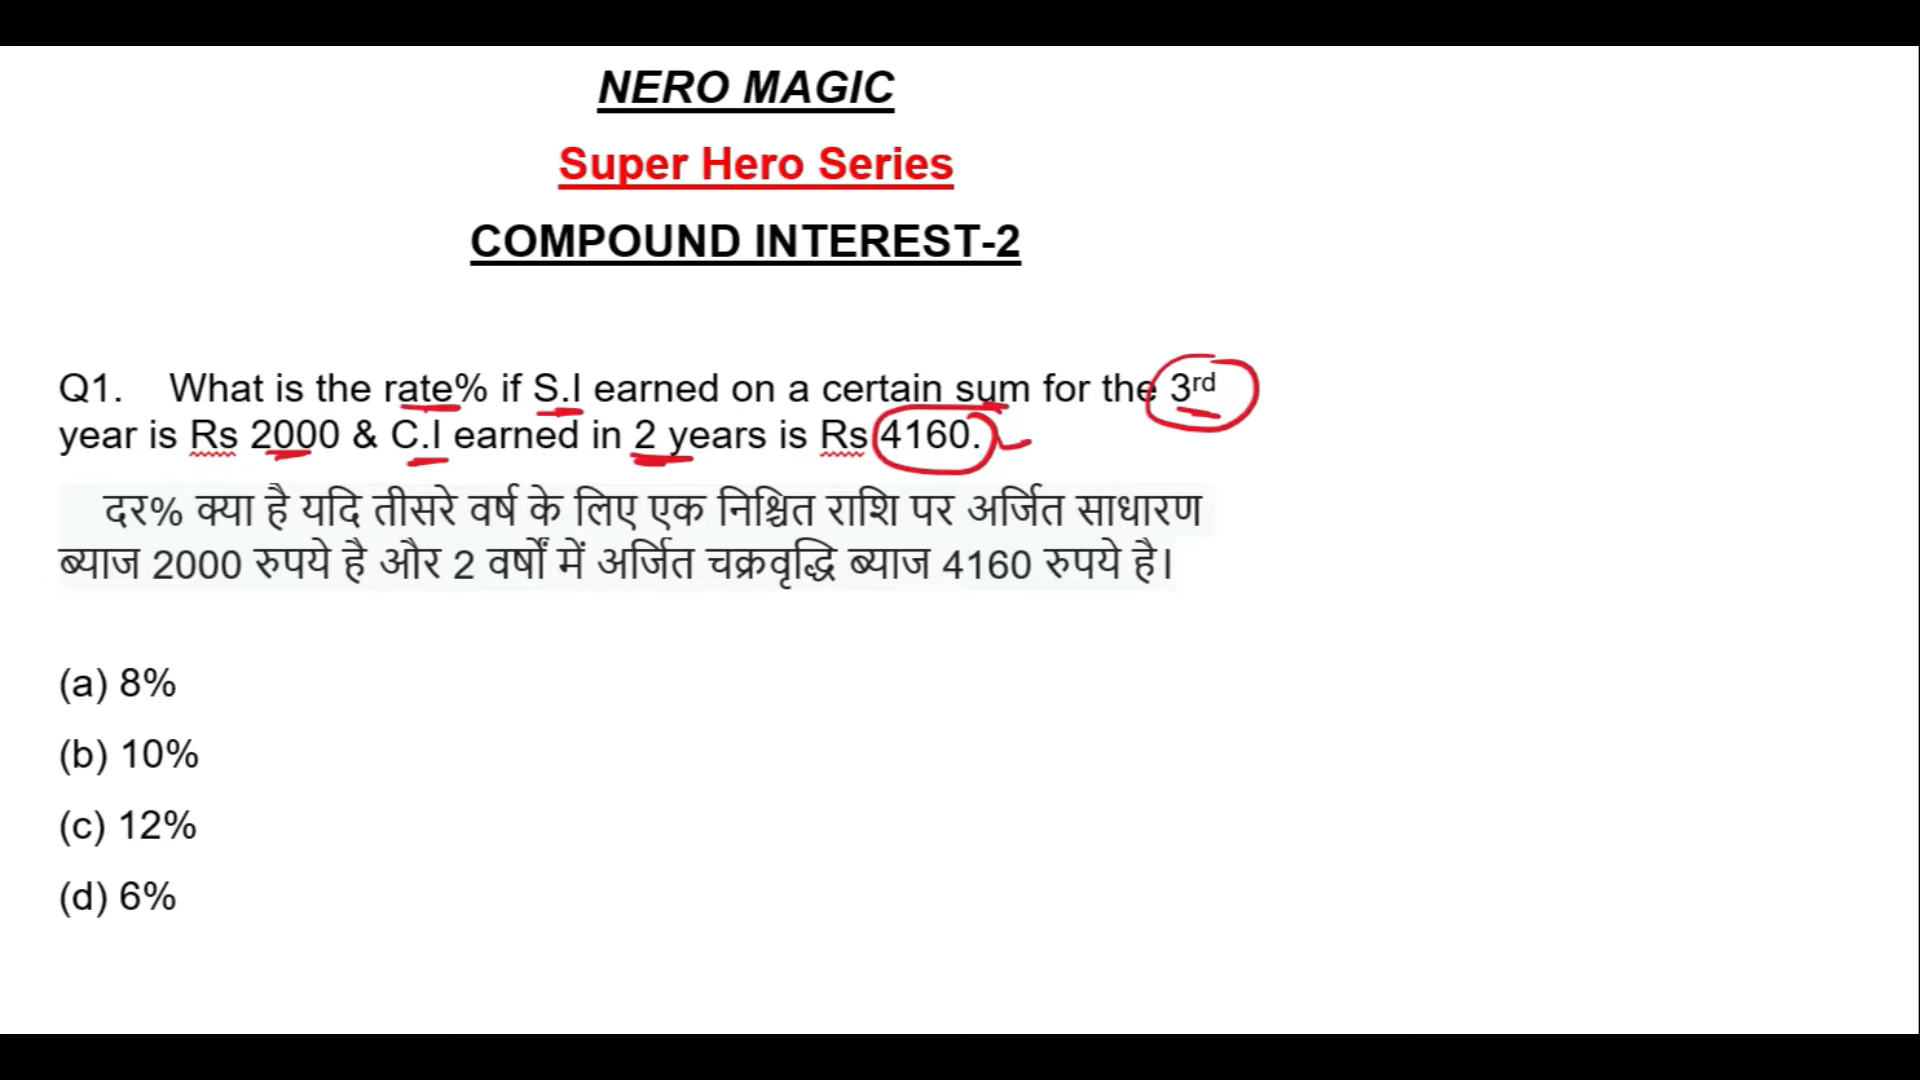 NERO MAGIC
Super Hero Series
COMPOUND INTEREST-2
Q1. What is the rate% if S.I earned on a certain sum for the 3rd
year is Rs 2000 & C.I earned in 2 years is Rs 4160.
दर% क्या है यदि तीसरे वर्ष के लिए एक निश्चित राशि पर अर्जित साधारण
ब्याज 2000 रुपये है और 2 वर्षों में अर्जित चक्रवृद्धि ब्याज 4160 रुपये है।
(a) 8%
(b) 10%
(c) 12%
(d) 6%